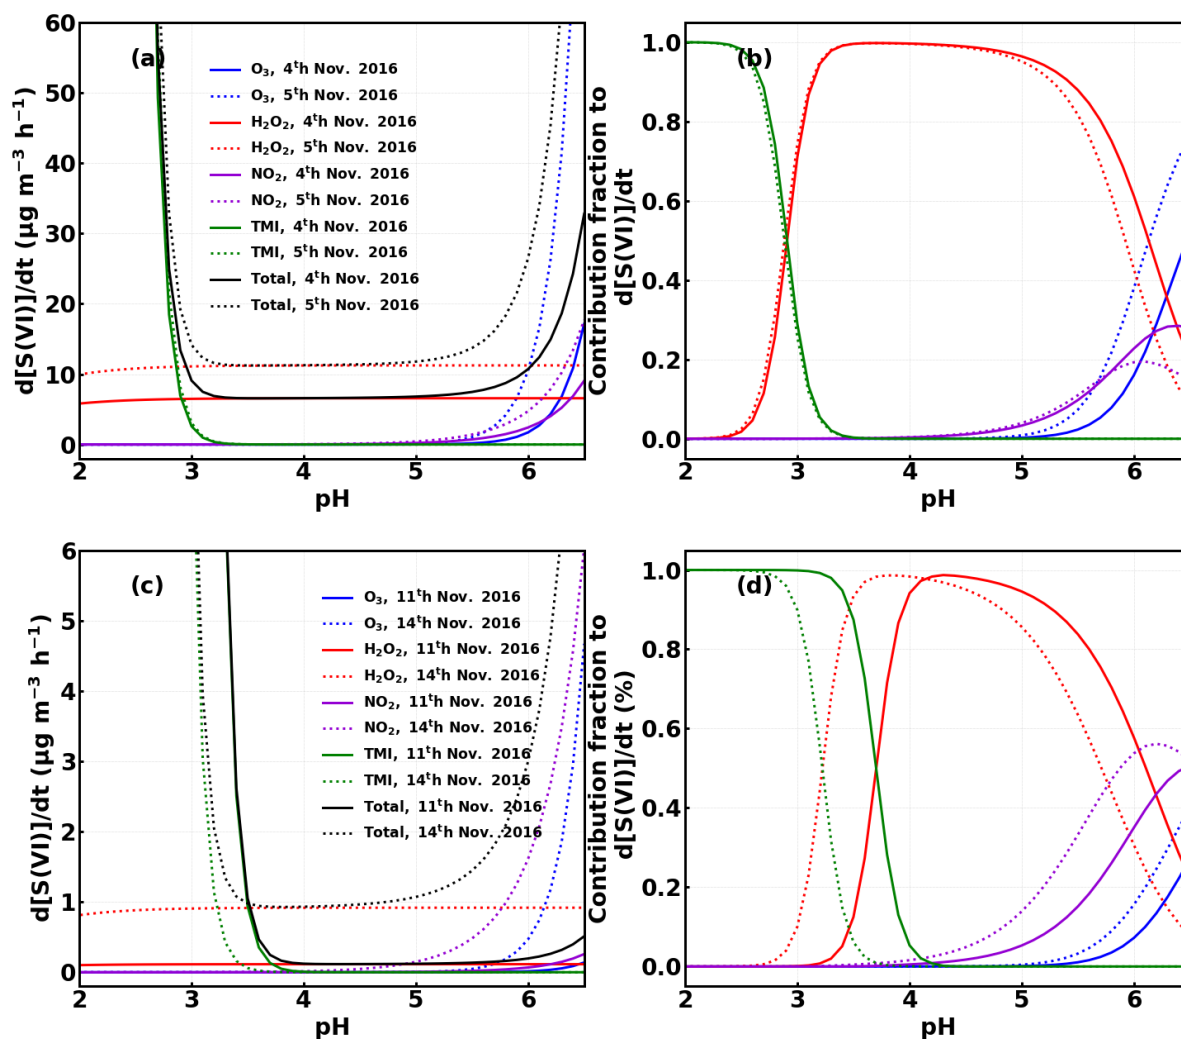 (a)
d[S(VI)]/dt (µg m⁻³ h⁻¹)
60
50
40
30
20
10
0
O₃, 4ᵗh Nov. 2016
O₃, 5ᵗh Nov. 2016
H₂O₂, 4ᵗh Nov. 2016
H₂O₂, 5ᵗh Nov. 2016
NO₂, 4ᵗh Nov. 2016
NO₂, 5ᵗh Nov. 2016
TMI, 4ᵗh Nov. 2016
TMI, 5ᵗh Nov. 2016
Total, 4ᵗh Nov. 2016
Total, 5ᵗh Nov. 2016
2 3 4 5 6
pH
(b)
Contribution fraction to
d[S(VI)]/dt
1.0
0.8
0.6
0.4
0.2
0.0
2 3 4 5 6
pH
(c)
d[S(VI)]/dt (µg m⁻³ h⁻¹)
6
5
4
3
2
1
0
O₃, 11ᵗh Nov. 2016
O₃, 14ᵗh Nov. 2016
H₂O₂, 11ᵗh Nov. 2016
H₂O₂, 14ᵗh Nov. 2016
NO₂, 11ᵗh Nov. 2016
NO₂, 14ᵗh Nov. 2016
TMI, 11ᵗh Nov. 2016
TMI, 14ᵗh Nov. 2016
Total, 11ᵗh Nov. 2016
Total, 14ᵗh Nov. 2016
2 3 4 5 6
pH
(d)
Contribution fraction to
d[S(VI)]/dt (%)
1.0
0.8
0.6
0.4
0.2
0.0
2 3 4 5 6
pH